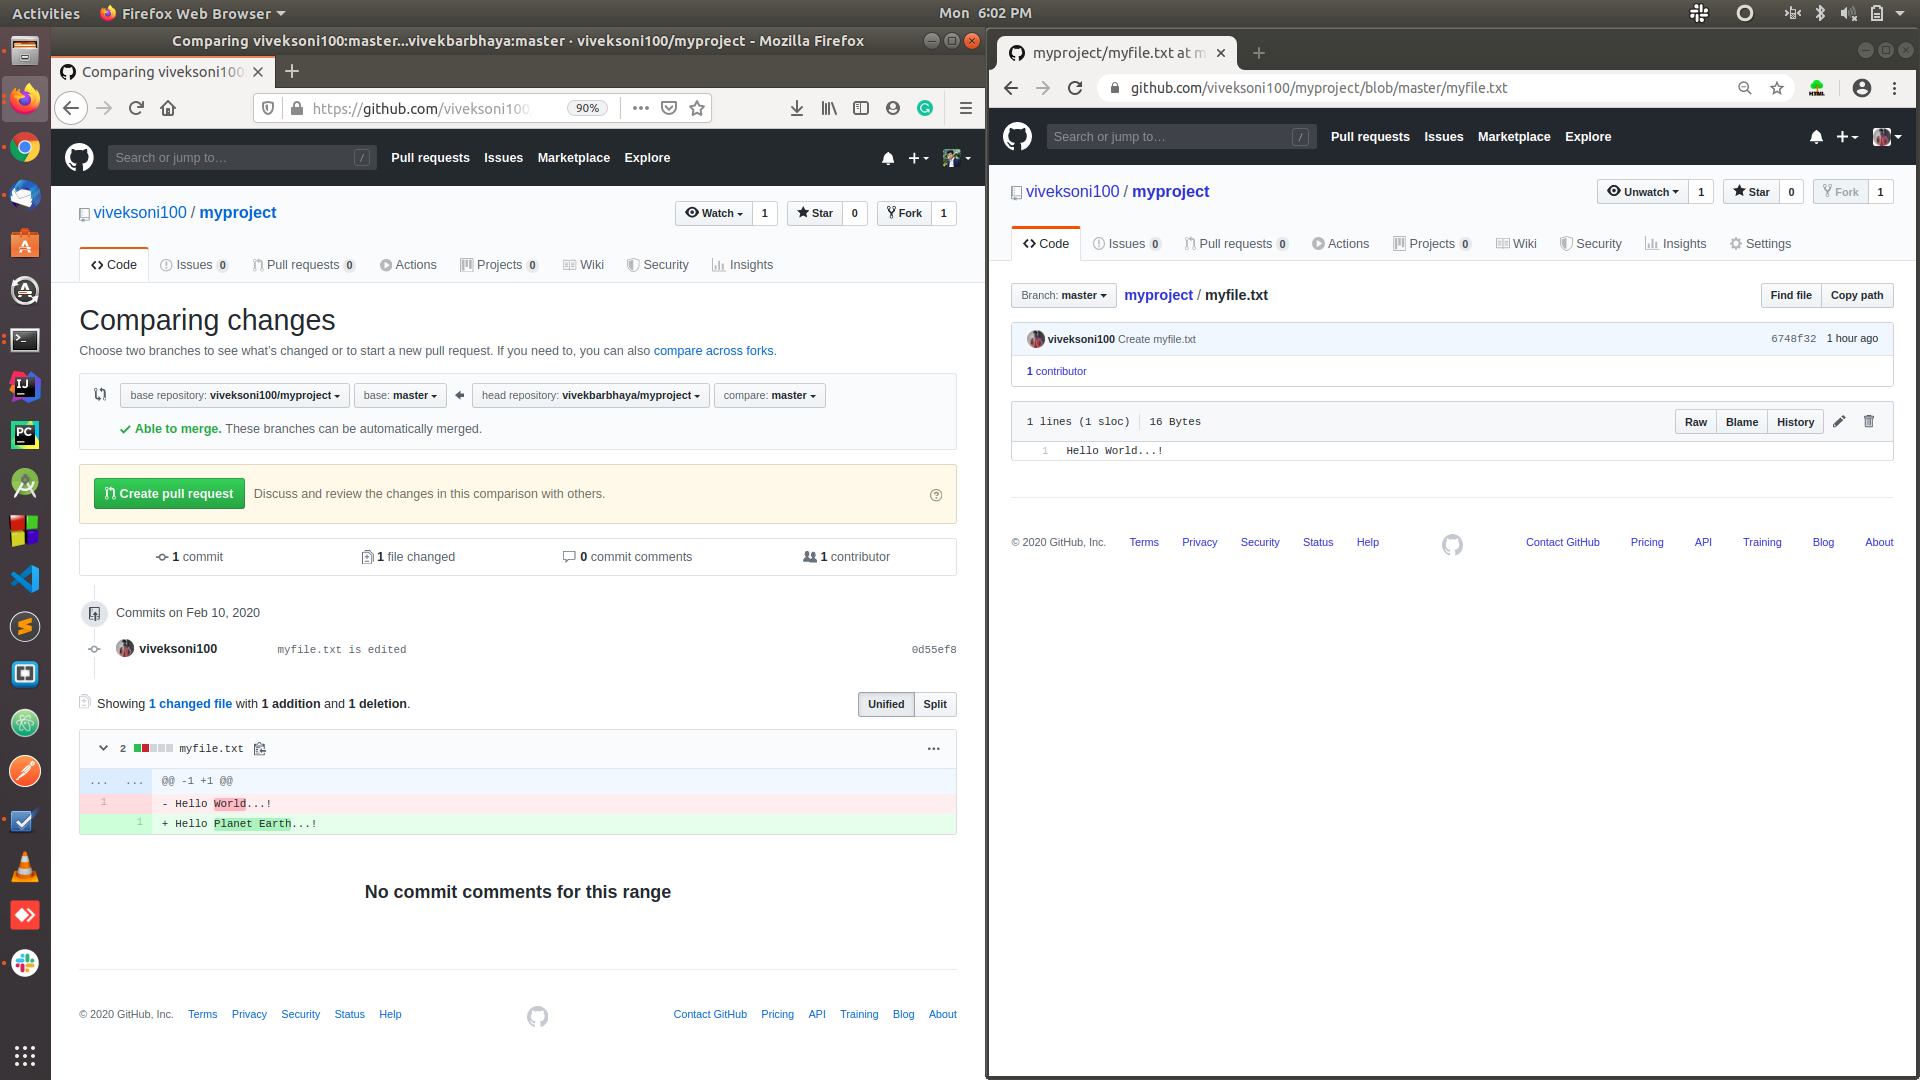 Activities Firefox Web Browser Mon 6:02 PM
Comparing viveksoni100:master...vivekbarbhaya:master · viveksoni100/myproject - Mozilla Firefox
Comparing viveksoni100
https://github.com/viveksoni100 90%
Search or jump to… / Pull requests Issues Marketplace Explore
viveksoni100 / myproject Watch 1 Star 0 Fork 1
Code Issues 0 Pull requests 0 Actions Projects 0 Wiki Security Insights
Comparing changes
Choose two branches to see what's changed or to start a new pull request. If you need to, you can also compare across forks.
base repository: viveksoni100/myproject base: master head repository: vivekbarbhaya/myproject compare: master
Able to merge. These branches can be automatically merged.
Create pull request Discuss and review the changes in this comparison with others.
1 commit 1 file changed 0 commit comments 1 contributor
Commits on Feb 10, 2020
viveksoni100 myfile.txt is edited 0d55ef8
Showing 1 changed file with 1 addition and 1 deletion. Unified Split
2 myfile.txt
... ... @@ -1 +1 @@
1 - Hello World...!
1 + Hello Planet Earth...!
No commit comments for this range
© 2020 GitHub, Inc. Terms Privacy Security Status Help Contact GitHub Pricing API Training Blog About
myproject/myfile.txt at m
github.com/viveksoni100/myproject/blob/master/myfile.txt
Search or jump to… / Pull requests Issues Marketplace Explore
viveksoni100 / myproject Unwatch 1 Star 0 Fork 1
Code Issues 0 Pull requests 0 Actions Projects 0 Wiki Security Insights Settings
Branch: master myproject / myfile.txt Find file Copy path
viveksoni100 Create myfile.txt 6748f32 1 hour ago
1 contributor
1 lines (1 sloc) 16 Bytes Raw Blame History
1 Hello World...!
© 2020 GitHub, Inc. Terms Privacy Security Status Help Contact GitHub Pricing API Training Blog About